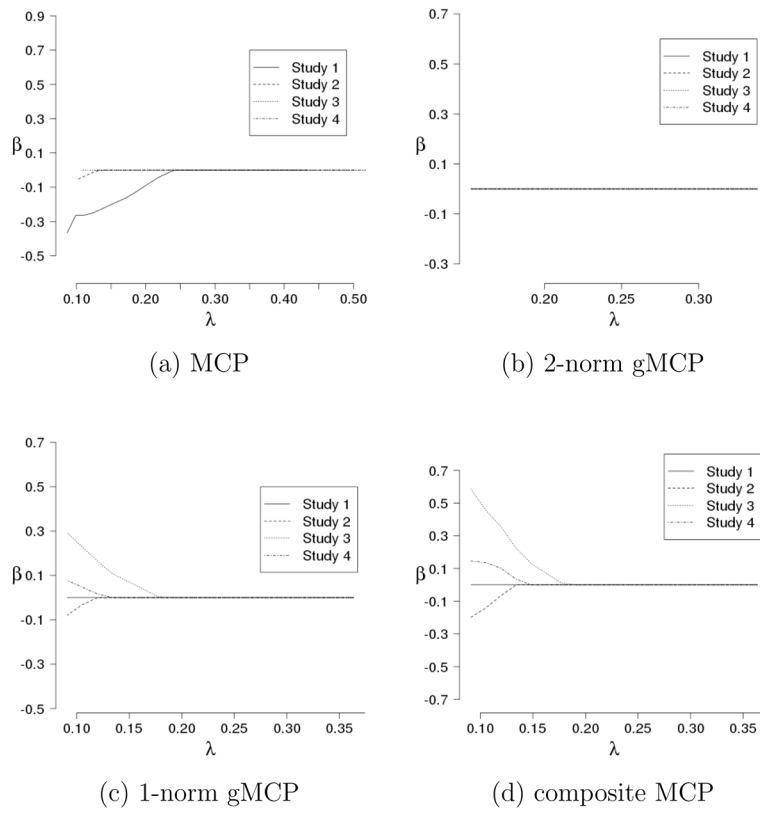 0.9
0.7
0.5
0.3
0.1
-0.1
-0.3
-0.5
β
Study 1
Study 2
Study 3
Study 4
0.10 0.20 0.30 0.40 0.50
λ
(a) MCP
0.7
0.5
0.3
0.1
-0.1
-0.3
β
Study 1
Study 2
Study 3
Study 4
0.20 0.25 0.30
λ
(b) 2-norm gMCP
0.7
0.5
0.3
0.1
-0.1
-0.3
-0.5
β
Study 1
Study 2
Study 3
Study 4
0.10 0.15 0.20 0.25 0.30 0.35
λ
(c) 1-norm gMCP
0.7
0.5
0.3
0.1
-0.1
-0.3
-0.5
-0.7
β
Study 1
Study 2
Study 3
Study 4
0.10 0.15 0.20 0.25 0.30 0.35
λ
(d) composite MCP